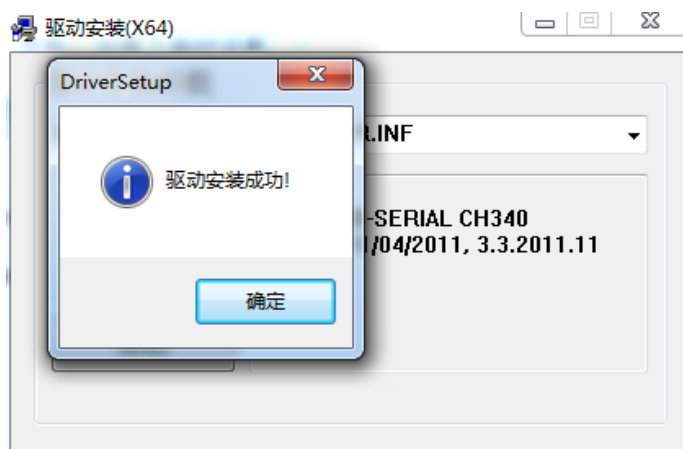 驱动安装(X64)
DriverSetup
.INF
驱动安装成功!
-SERIAL CH340
/04/2011, 3.3.2011.11
确定